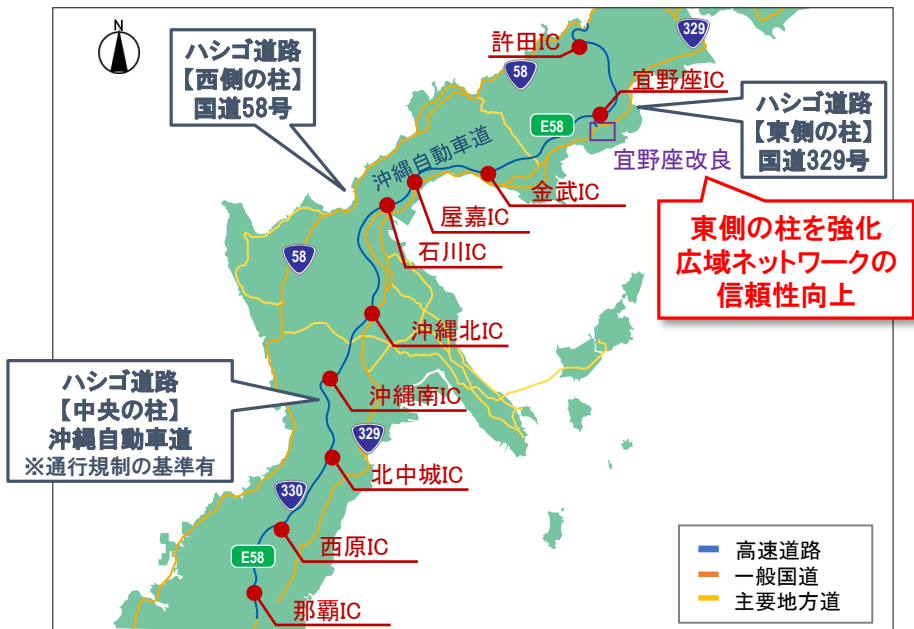 N
ハシゴ道路
【西側の柱】
国道58号
許田IC
329
58
宜野座IC
ハシゴ道路
【東側の柱】
国道329号
E58
沖縄自動車道
宜野座改良
金武IC
屋嘉IC
石川IC
東側の柱を強化
広域ネットワークの
信頼性向上
58
沖縄北IC
ハシゴ道路
【中央の柱】
沖縄自動車道
※通行規制の基準有
沖縄南IC
329
北中城IC
330
西原IC
E58
那覇IC
高速道路
一般国道
主要地方道